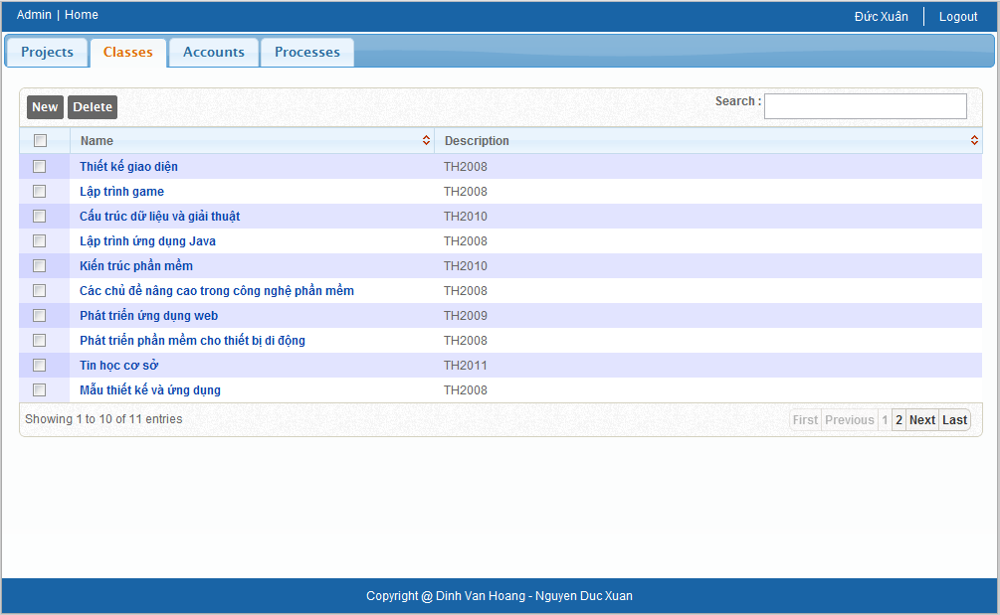 Admin | Home Đức Xuân Logout
Projects Classes Accounts Processes
New Delete Search :
Name Description
Thiết kế giao diện TH2008
Lập trình game TH2008
Cấu trúc dữ liệu và giải thuật TH2010
Lập trình ứng dụng Java TH2008
Kiến trúc phần mềm TH2010
Các chủ đề nâng cao trong công nghệ phần mềm TH2008
Phát triển ứng dụng web TH2009
Phát triển phần mềm cho thiết bị di động TH2008
Tin học cơ sở TH2011
Mẫu thiết kế và ứng dụng TH2008
Showing 1 to 10 of 11 entries First Previous 1 2 Next Last
Copyright @ Dinh Van Hoang - Nguyen Duc Xuan